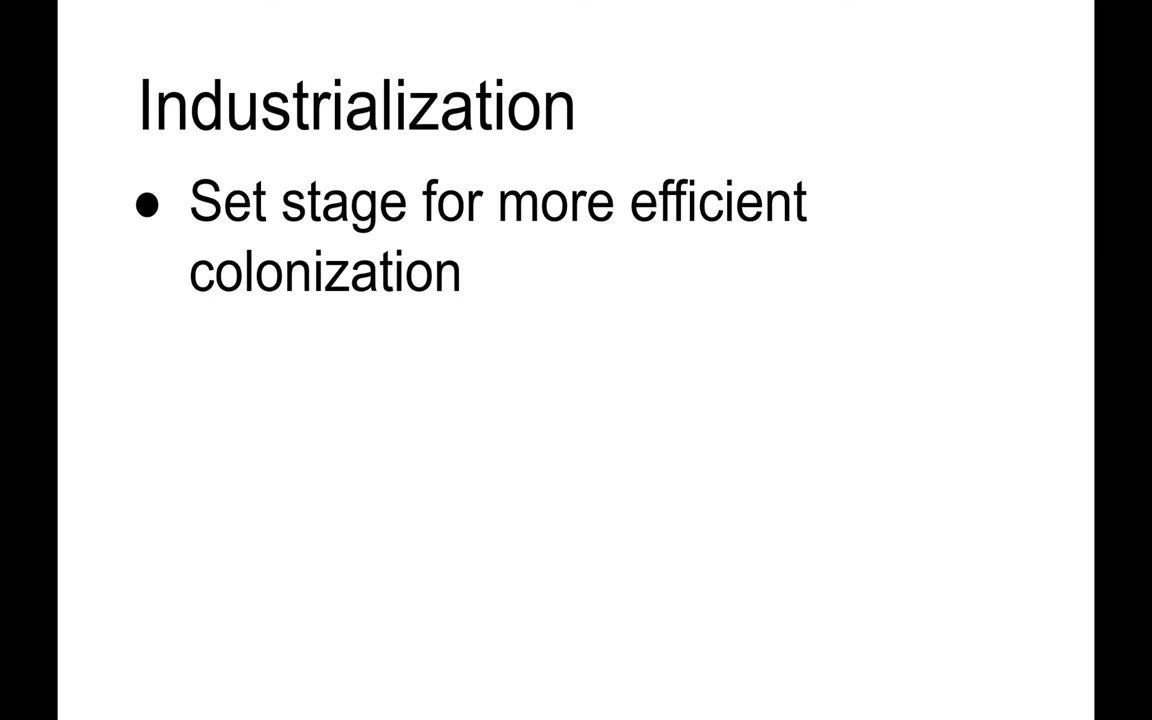 Industrialization
● Set stage for more efficient
colonization